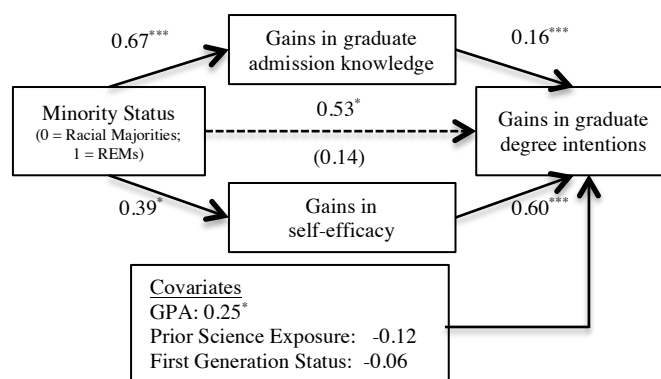 0.67***
Gains in graduate
admission knowledge
0.16***
Minority Status
(0 = Racial Majorities;
1 = REMs)
0.53*
(0.14)
Gains in graduate
degree intentions
0.39*
Gains in
self-efficacy
0.60***
Covariates
GPA: 0.25*
Prior Science Exposure: -0.12
First Generation Status: -0.06